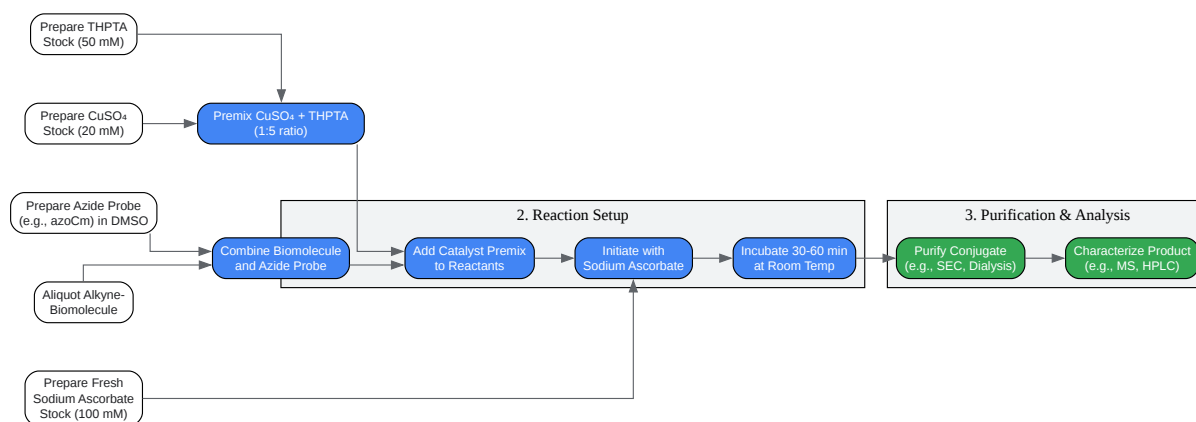 Prepare THPTA
Stock (50 mM)
Prepare CuSO₄
Stock (20 mM)
Premix CuSO₄ + THPTA
(1:5 ratio)
Prepare Azide Probe
(e.g., azoCm) in DMSO
Aliquot Alkyne-
Biomolecule
Prepare Fresh
Sodium Ascorbate
Stock (100 mM)
2. Reaction Setup
Combine Biomolecule
and Azide Probe
Add Catalyst Premix
to Reactants
Initiate with
Sodium Ascorbate
Incubate 30-60 min
at Room Temp
3. Purification & Analysis
Purify Conjugate
(e.g., SEC, Dialysis)
Characterize Product
(e.g., MS, HPLC)